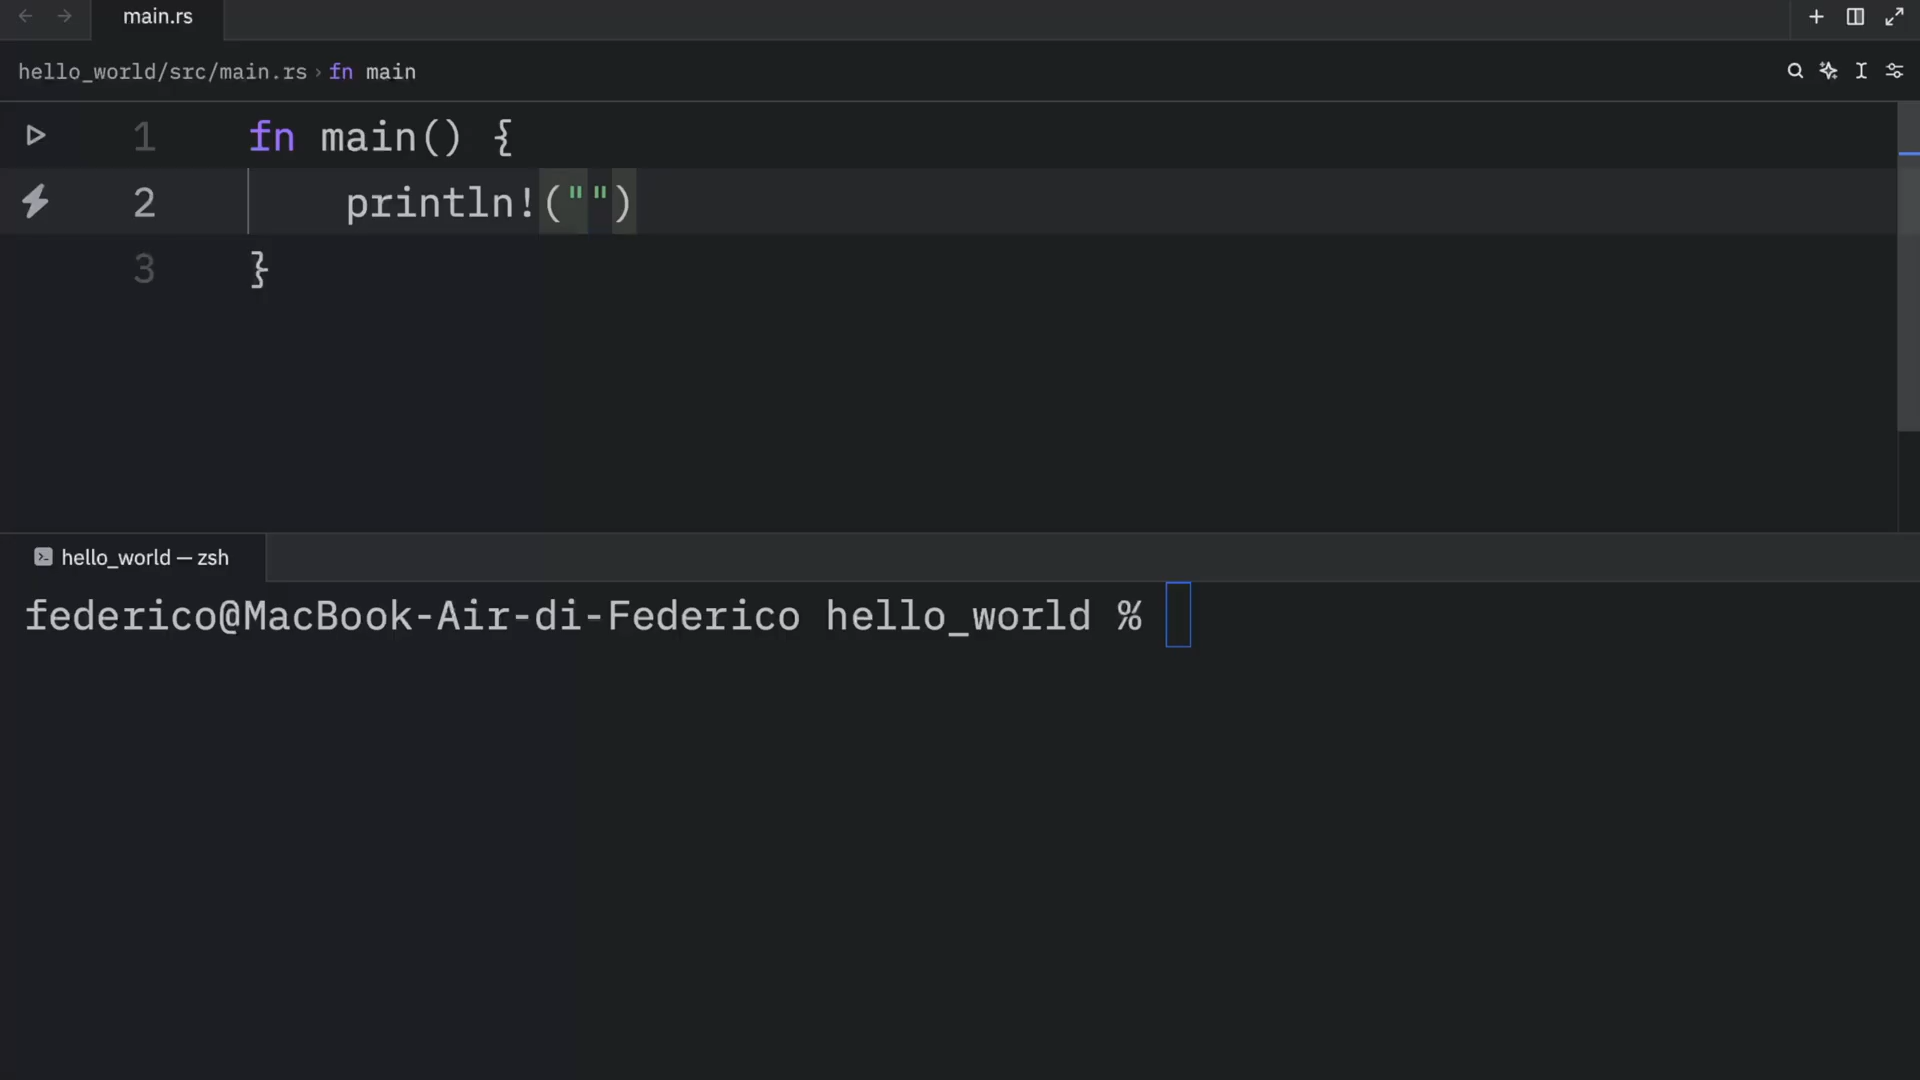 main.rs
hello_world/src/main.rs › fn main
1 fn main() {
2 println!("")
3 }
hello_world — zsh
federico@MacBook-Air-di-Federico hello_world %